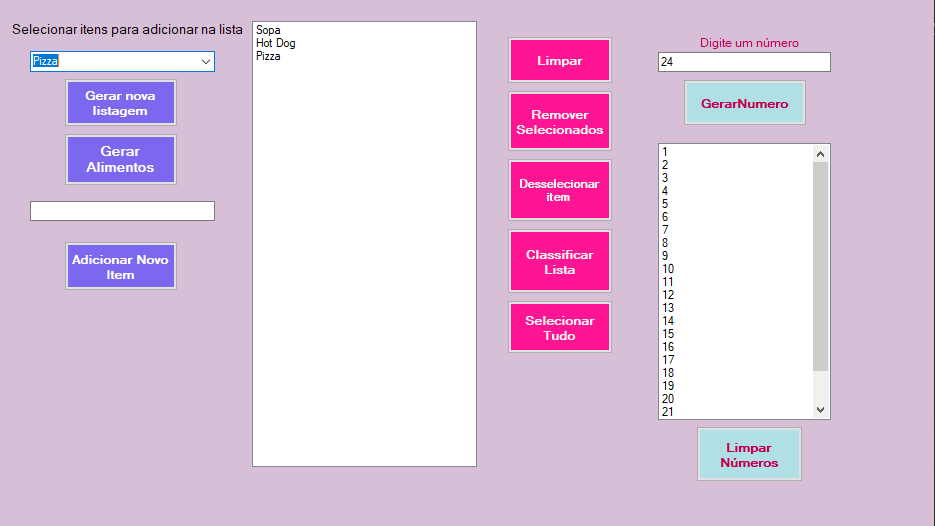 Selecionar itens para adicionar na lista
Pizza
Gerar nova
listagem
Gerar
Alimentos
Adicionar Novo
Item
Sopa
Hot Dog
Pizza
Limpar
Remover
Selecionados
Desselecionar
item
Classificar
Lista
Selecionar
Tudo
Digite um número
24
GerarNumero
1
2
3
4
5
6
7
8
9
10
11
12
13
14
15
16
17
18
19
20
21
Limpar
Números